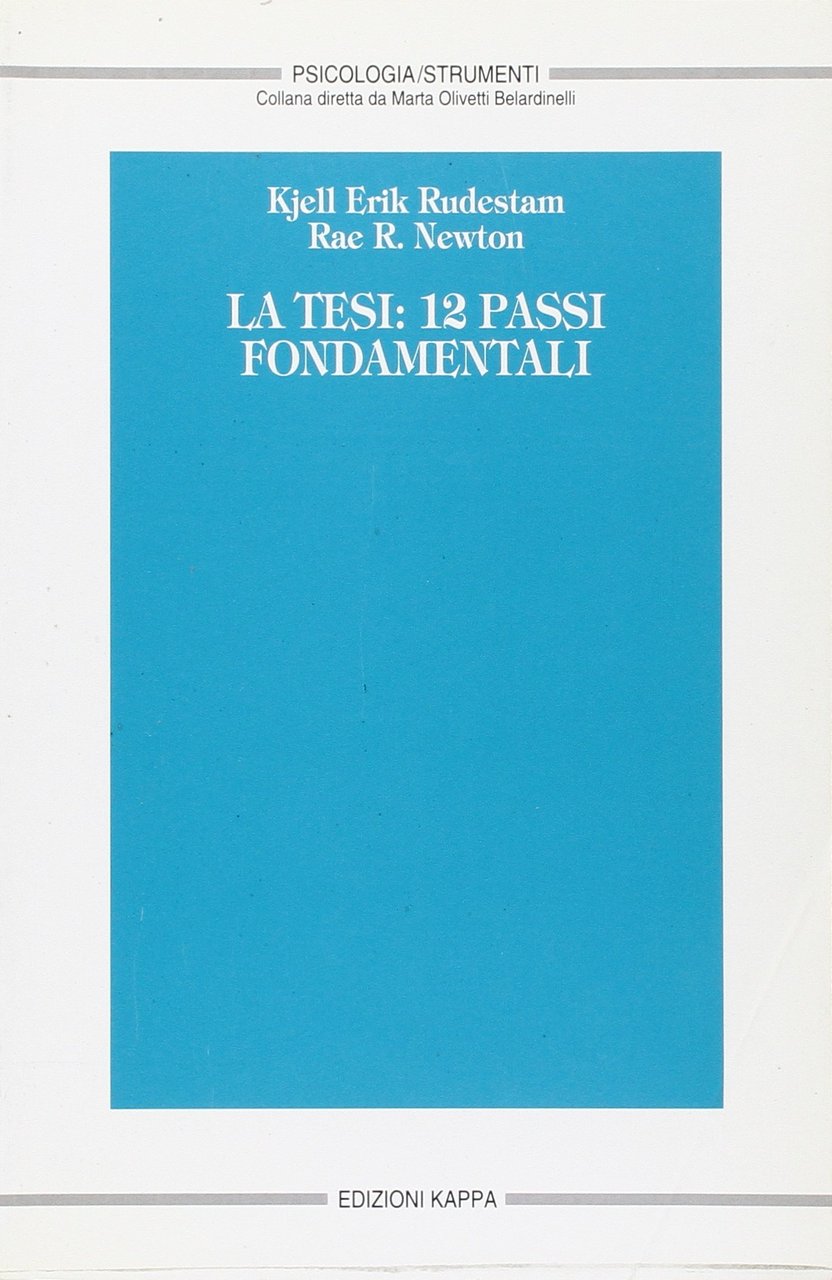 PSICOLOGIA/STRUMENTI
Collana diretta da Marta Olivetti Belardinelli
Kjell Erik Rudestam
Rae R. Newton
LA TESI: 12 PASSI
FONDAMENTALI
EDIZIONI KAPPA